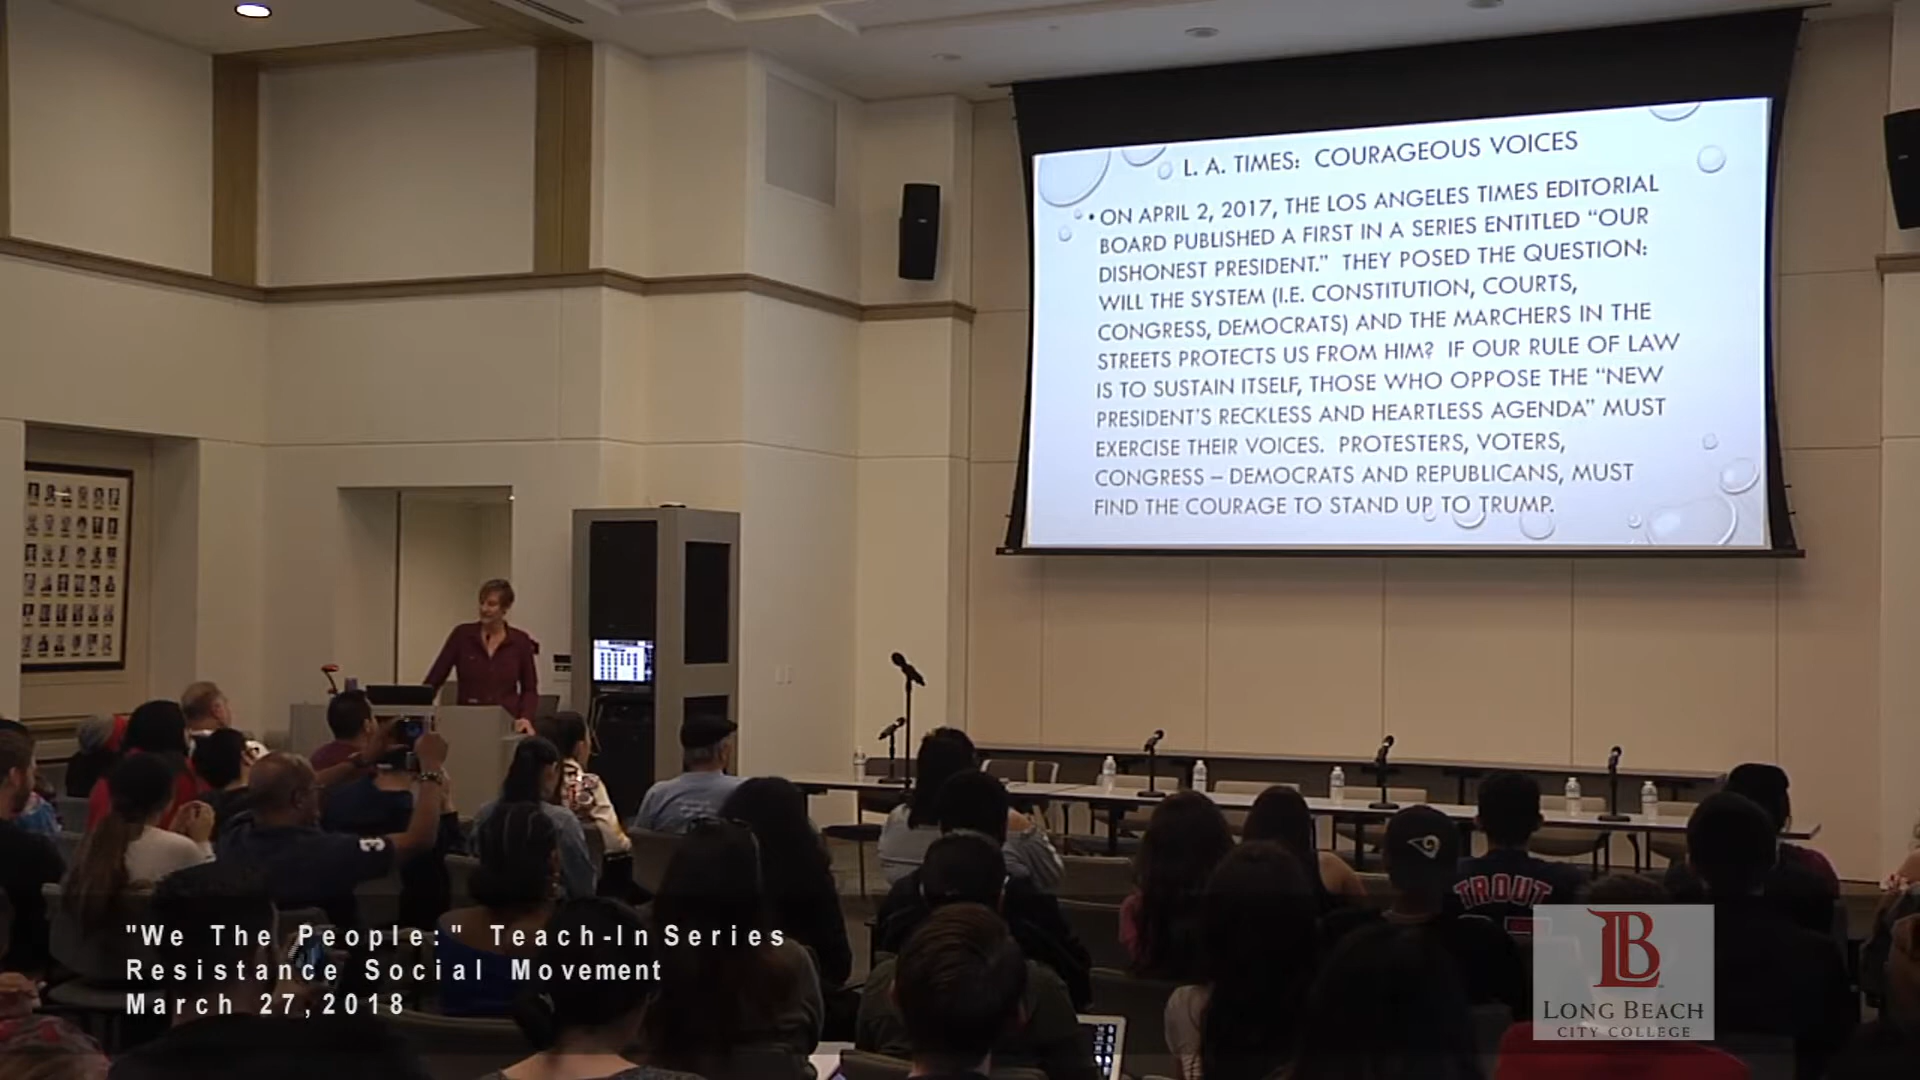 L. A. TIMES: COURAGEOUS VOICES
• ON APRIL 2, 2017, THE LOS ANGELES TIMES EDITORIAL
BOARD PUBLISHED A FIRST IN A SERIES ENTITLED “OUR
DISHONEST PRESIDENT.” THEY POSED THE QUESTION:
WILL THE SYSTEM (I.E. CONSTITUTION, COURTS,
CONGRESS, DEMOCRATS) AND THE MARCHERS IN THE
STREETS PROTECTS US FROM HIM? IF OUR RULE OF LAW
IS TO SUSTAIN ITSELF, THOSE WHO OPPOSE THE “NEW
PRESIDENT’S RECKLESS AND HEARTLESS AGENDA” MUST
EXERCISE THEIR VOICES. PROTESTERS, VOTERS,
CONGRESS – DEMOCRATS AND REPUBLICANS, MUST
FIND THE COURAGE TO STAND UP TO TRUMP.
TROUT
"We The People:" Teach-In Series
Resistance Social Movement
March 27,2018
LB
LONG BEACH
CITY COLLEGE